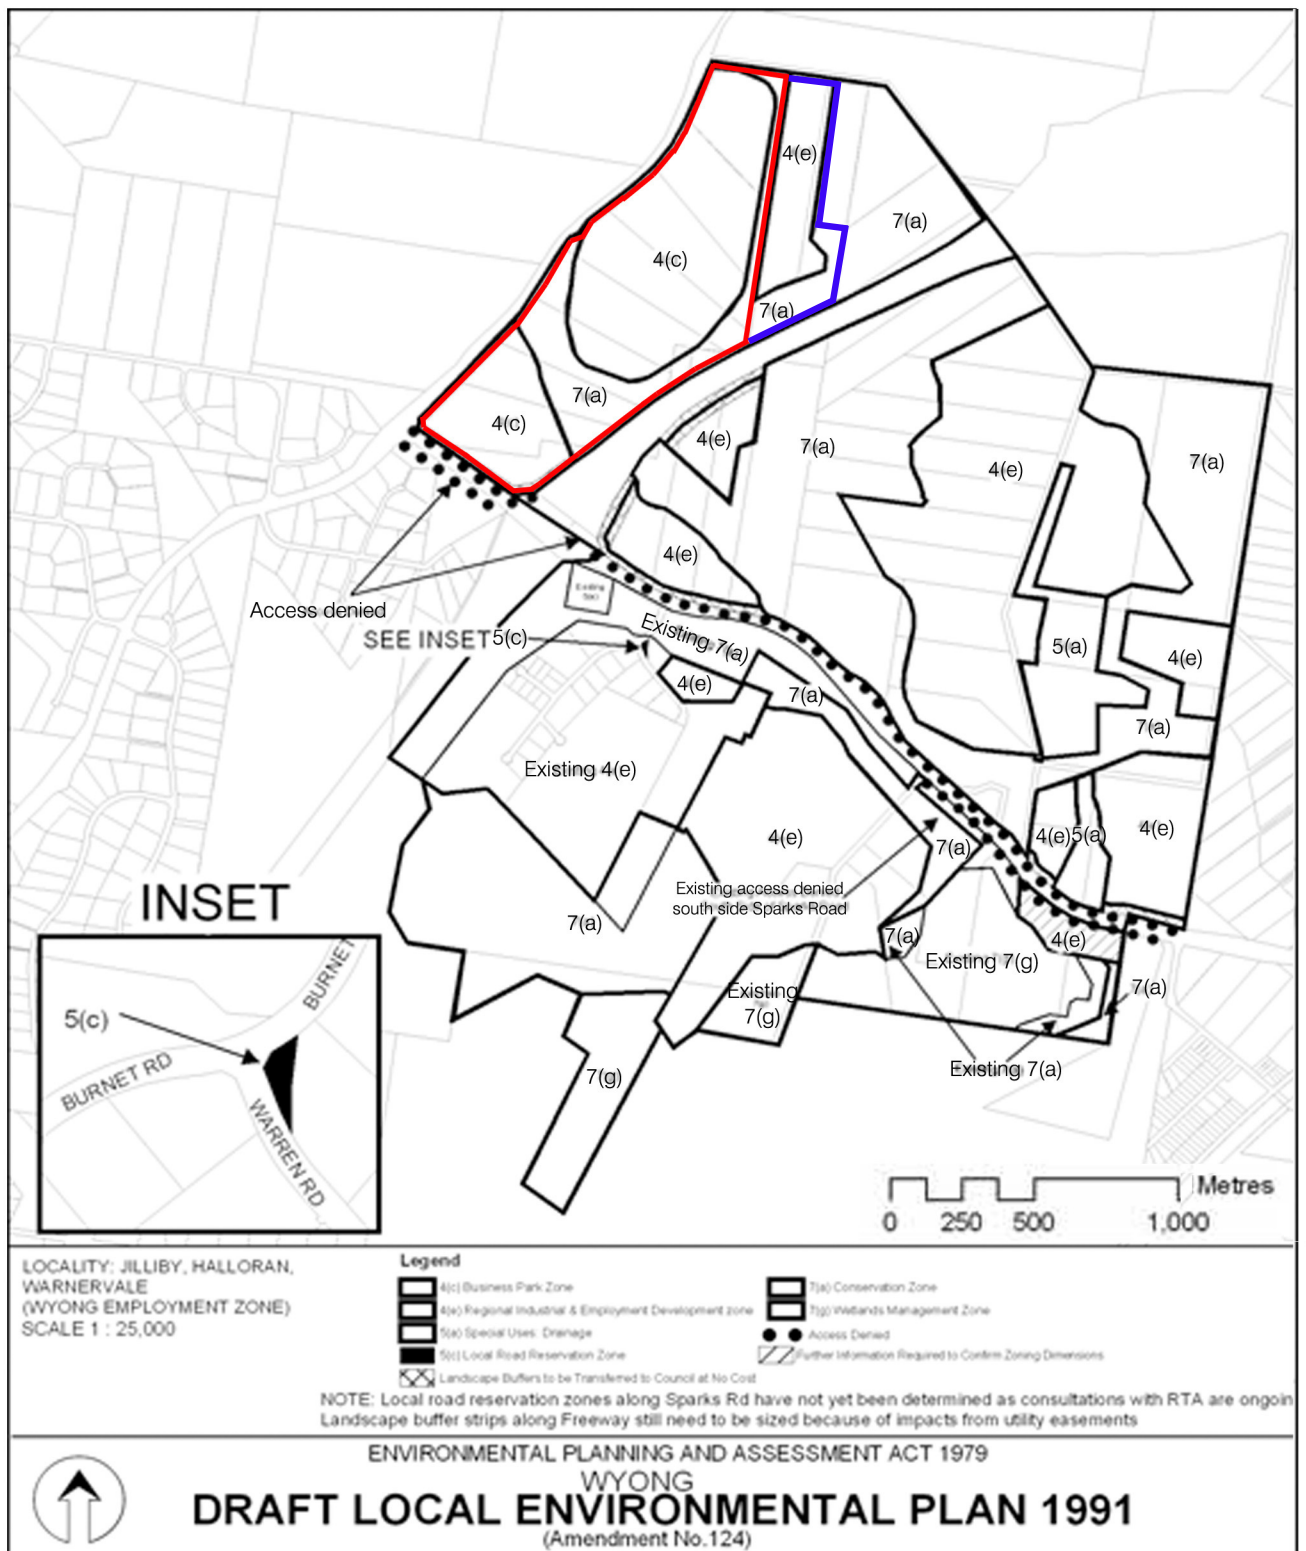 4(e)
7(a)
4(c)
7(a)
7(a)
4(c)
4(e)
7(a)
4(e)
7(a)
4(e)
Access denied
SEE INSET
5(c)
Existing 7(a)
5(a)
4(e)
4(e)
7(a)
7(a)
Existing 4(e)
4(e)
4(e)
5(a)
4(e)
7(a)
Existing access denied
south side Sparks Road
7(a)
7(a)
4(e)
Existing 7(g)
Existing
7(g)
7(a)
Existing 7(a)
7(g)
INSET
5(c)
BURNET
BURNET RD
WARREN RD
Metres
0 250 500 1,000
LOCALITY: JILLIBY, HALLORAN,
WARNERVALE
(WYONG EMPLOYMENT ZONE)
SCALE 1 : 25,000
Legend
4(c) Business Park Zone
4(e) Regional Industrial & Employment Development zone
5(a) Special Uses: Drainage
5(c) Local Road Reservation Zone
Landscape Buffers to be Transferred to Council at No Cost
7(a) Conservation Zone
7(g) Wetlands Management Zone
Access Denied
Further Information Required to Confirm Zoning Dimensions
NOTE: Local road reservation zones along Sparks Rd have not yet been determined as consultations with RTA are ongoin
Landscape buffer strips along Freeway still need to be sized because of impacts from utility easements
ENVIRONMENTAL PLANNING AND ASSESSMENT ACT 1979
WYONG
DRAFT LOCAL ENVIRONMENTAL PLAN 1991
(Amendment No.124)